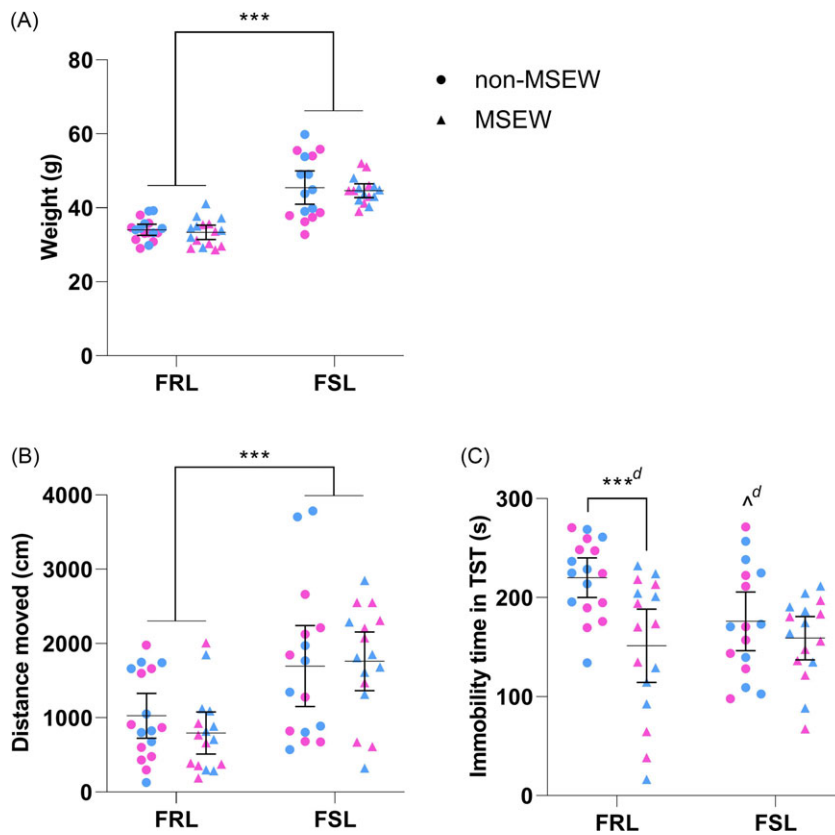 (A)
***
Weight (g)
80
60
40
20
0
FRL FSL
● non-MSEW
▲ MSEW
(B)
***
Distance moved (cm)
4000
3000
2000
1000
0
FRL FSL
(C)
***d
^d
Immobility time in TST (s)
300
200
100
0
FRL FSL